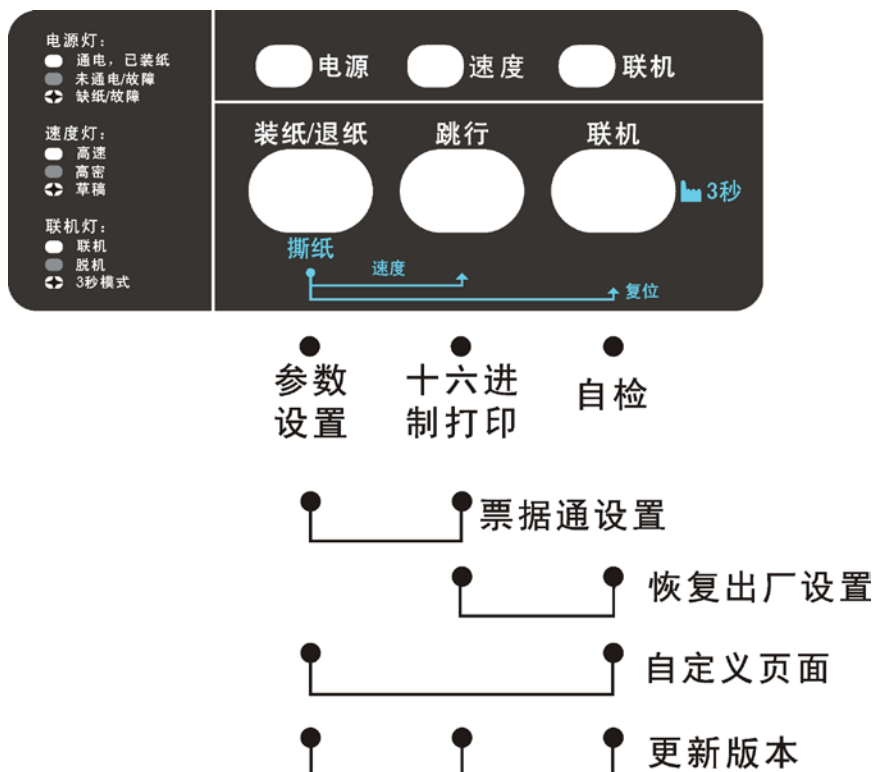 电源灯：
通电，已装纸
未通电/故障
缺纸/故障
速度灯：
高速
高密
草稿
联机灯：
联机
脱机
3秒模式
电源 速度 联机
装纸/退纸 跳行 联机
3秒
撕纸
速度
复位
参数
设置
十六进
制打印
自检
票据通设置
恢复出厂设置
自定义页面
更新版本